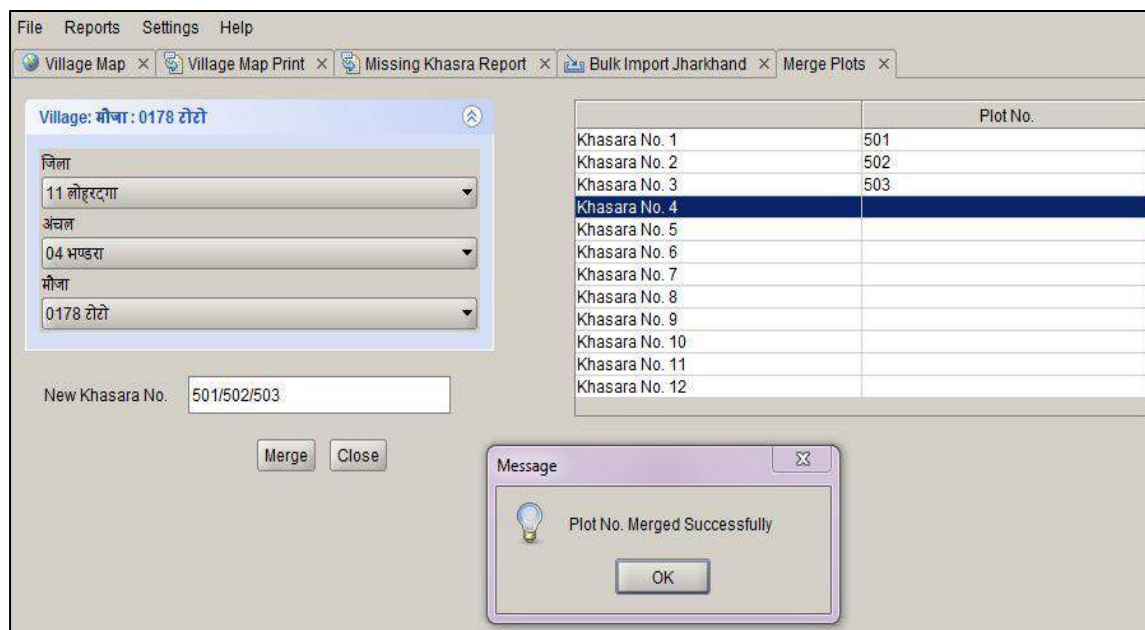 File Reports Settings Help
Village Map Village Map Print Missing Khasra Report Bulk Import Jharkhand Merge Plots
Village: मौजा : 0178 टोटो
जिला
11 लोहरदगा
अंचल
04 भण्डरा
मौजा
0178 टोटो
New Khasara No. 501/502/503
Merge Close
Plot No.
Khasara No. 1 501
Khasara No. 2 502
Khasara No. 3 503
Khasara No. 4
Khasara No. 5
Khasara No. 6
Khasara No. 7
Khasara No. 8
Khasara No. 9
Khasara No. 10
Khasara No. 11
Khasara No. 12
Message
Plot No. Merged Successfully
OK